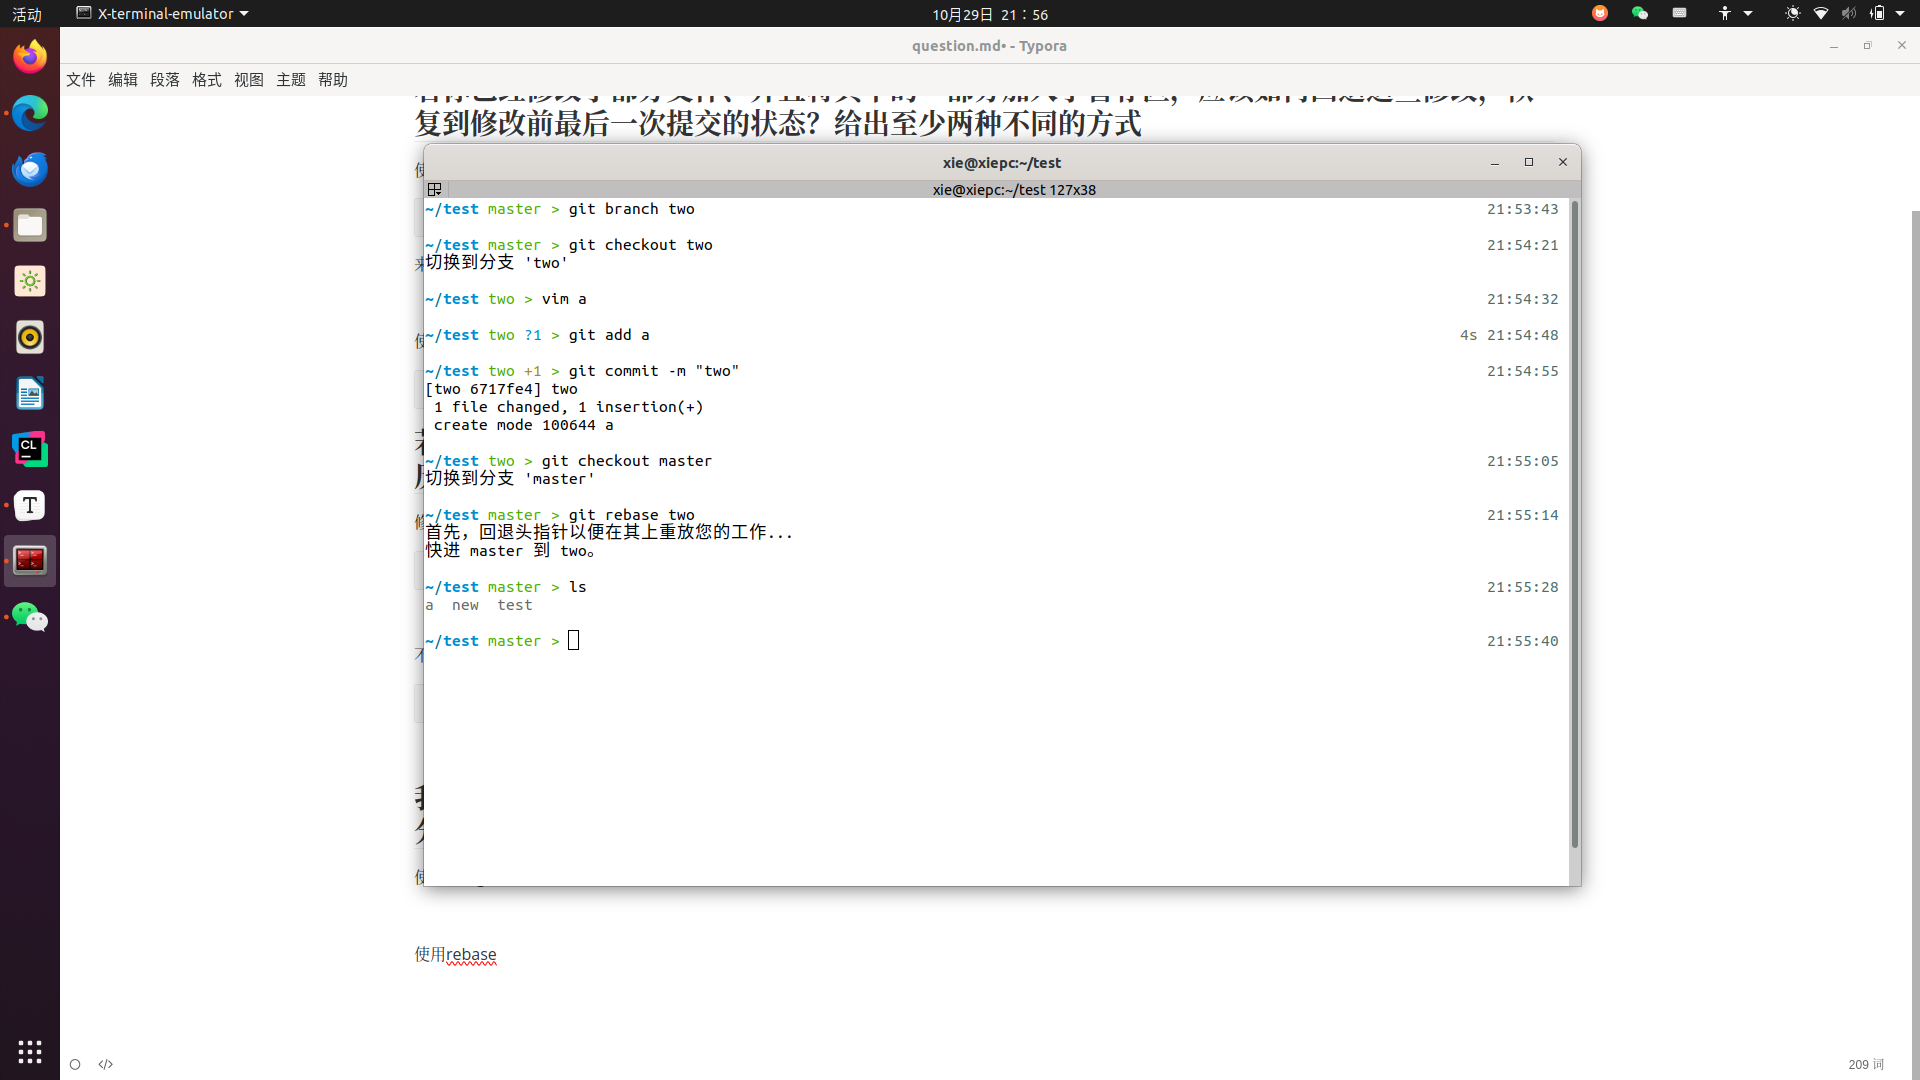 活动
X-terminal-emulator
10月29日 21：56
question.md• - Typora
文件 编辑 段落 格式 视图 主题 帮助
复到修改前最后一次提交的状态？给出至少两种不同的方式
xie@xiepc:~/test
xie@xiepc:~/test 127x38
~/test master > git branch two 21:53:43
~/test master > git checkout two 21:54:21
切换到分支 'two'
~/test two > vim a 21:54:32
~/test two ?1 > git add a 4s 21:54:48
~/test two +1 > git commit -m "two" 21:54:55
[two 6717fe4] two
1 file changed, 1 insertion(+)
create mode 100644 a
~/test two > git checkout master 21:55:05
切换到分支 'master'
~/test master > git rebase two 21:55:14
首先，回退头指针以便在其上重放您的工作...
快进 master 到 two。
~/test master > ls 21:55:28
a new test
~/test master > 21:55:40
使用rebase
</> 
209 词